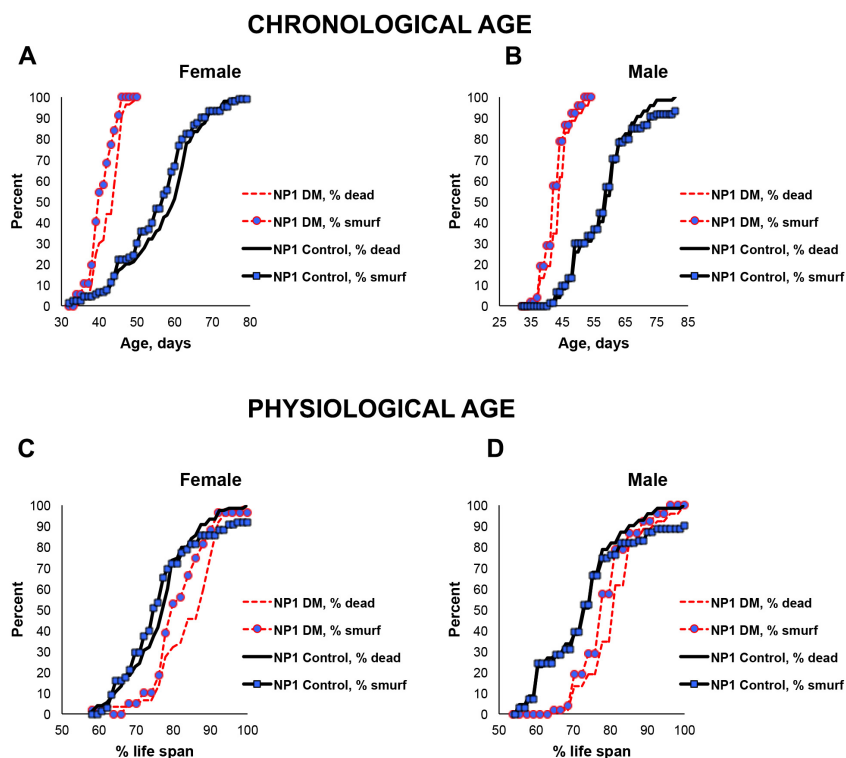 CHRONOLOGICAL AGE
A
Female
100
90
80
70
60
50
40
30
20
10
0
Percent
30 40 50 60 70 80
Age, days
NP1 DM, % dead
NP1 DM, % smurf
NP1 Control, % dead
NP1 Control, % smurf
B
Male
100
90
80
70
60
50
40
30
20
10
0
Percent
25 35 45 55 65 75 85
Age, days
NP1 DM, % dead
NP1 DM, % smurf
NP1 Control, % dead
NP1 Control, % smurf
PHYSIOLOGICAL AGE
C
Female
100
90
80
70
60
50
40
30
20
10
0
Percent
50 60 70 80 90 100
% life span
NP1 DM, % dead
NP1 DM, % smurf
NP1 Control, % dead
NP1 Control, % smurf
D
Male
100
90
80
70
60
50
40
30
20
10
0
Percent
50 60 70 80 90 100
% life span
NP1 DM, % dead
NP1 DM, % smurf
NP1 Control, % dead
NP1 Control, % smurf